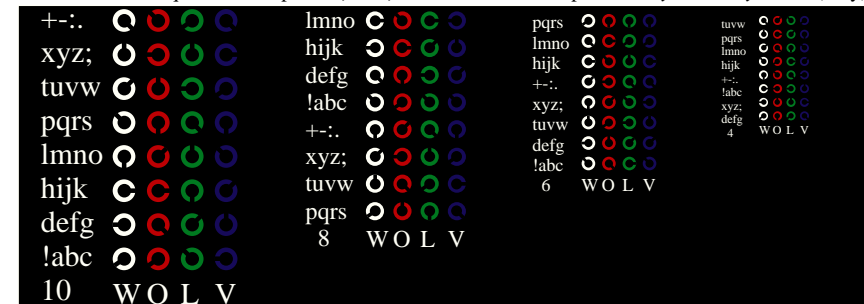 +-:.
xyz;
tuvw
pqrs
lmno
hijk
defg
!abc
10 W O L V
lmno
hijk
defg
!abc
+-:.
xyz;
tuvw
pqrs
8 W O L V
pqrs
lmno
hijk
+-:.
xyz;
tuvw
defg
!abc
6 W O L V
tuvw
pqrs
lmno
hijk
+-:.
!abc
xyz;
defg
4 W O L V